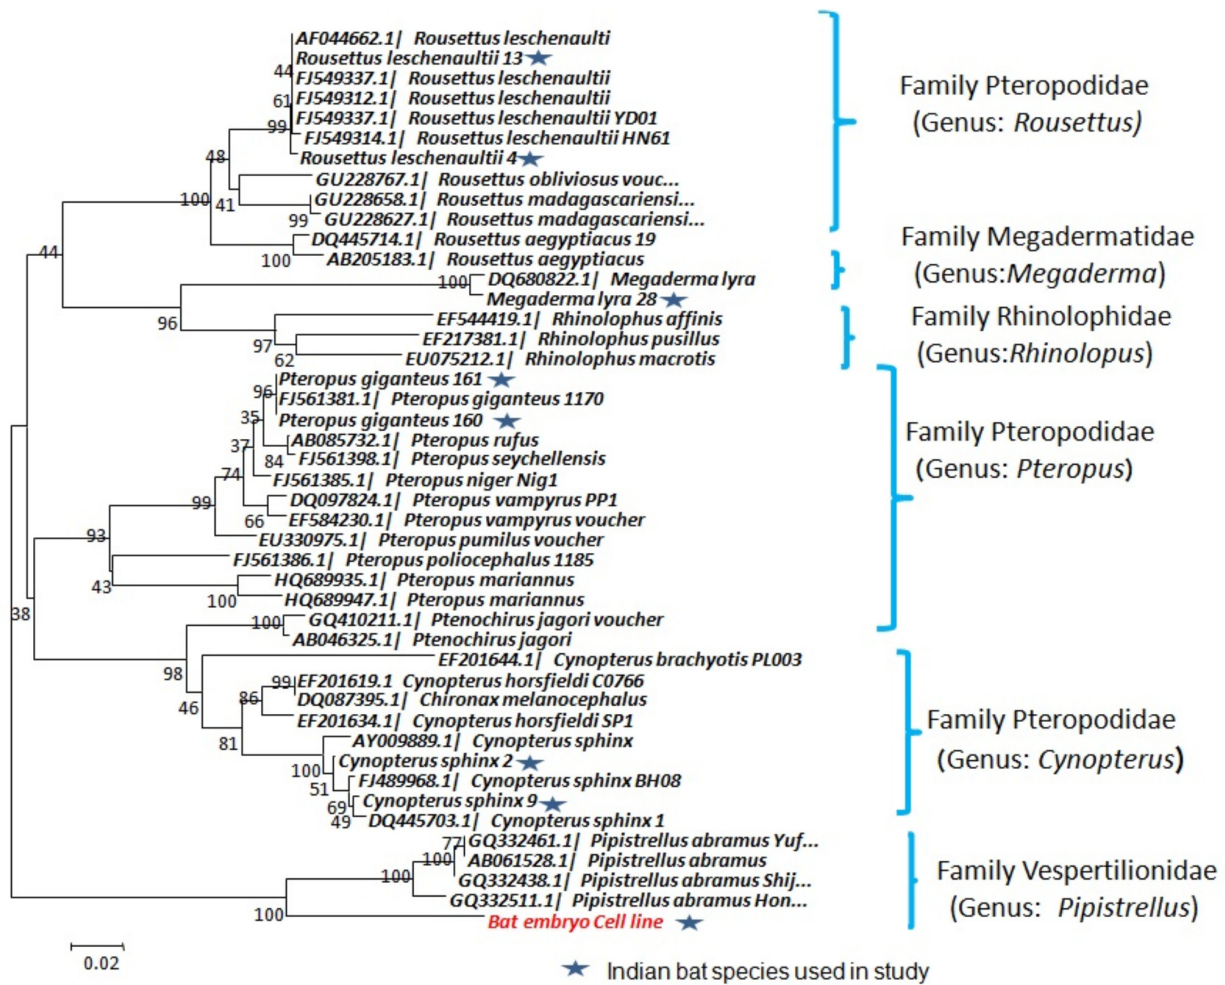 AF044662.1| Rousettus leschenaulti
Rousettus leschenaultii 13
44
FJ549337.1| Rousettus leschenaultii
61
FJ549312.1| Rousettus leschenaultii
FJ549337.1| Rousettus leschenaultii YD01
99
FJ549314.1| Rousettus leschenaultii HN61
48
Rousettus leschenaultii 4
GU228767.1| Rousettus obliviosus vouc...
100
41
GU228658.1| Rousettus madagascariensi...
99
GU228627.1| Rousettus madagascariensi...
DQ445714.1| Rousettus aegyptiacus 19
44
100
AB205183.1| Rousettus aegyptiacus
100
DQ680822.1| Megaderma lyra
Megaderma lyra 28
96
EF544419.1| Rhinolophus affinis
97
EF217381.1| Rhinolophus pusillus
62
EU075212.1| Rhinolophus macrotis
Pteropus giganteus 161
96
FJ561381.1| Pteropus giganteus 1170
35
Pteropus giganteus 160
37
AB085732.1| Pteropus rufus
84
FJ561398.1| Pteropus seychellensis
74
FJ561385.1| Pteropus niger Nig1
99
DQ097824.1| Pteropus vampyrus PP1
66
EF584230.1| Pteropus vampyrus voucher
93
EU330975.1| Pteropus pumilus voucher
FJ561386.1| Pteropus poliocephalus 1185
43
HQ689935.1| Pteropus mariannus
100
HQ689947.1| Pteropus mariannus
38
100
GQ410211.1| Ptenochirus jagori voucher
AB046325.1| Ptenochirus jagori
98
EF201644.1| Cynopterus brachyotis PL003
99
EF201619.1 Cynopterus horsfieldi C0766
46
86
DQ087395.1| Chironax melanocephalus
EF201634.1| Cynopterus horsfieldi SP1
81
AY009889.1| Cynopterus sphinx
100
Cynopterus sphinx 2
51
FJ489968.1| Cynopterus sphinx BH08
69
Cynopterus sphinx 9
49
DQ445703.1| Cynopterus sphinx 1
77
GQ332461.1| Pipistrellus abramus Yuf...
100
AB061528.1| Pipistrellus abramus
100
GQ332438.1| Pipistrellus abramus Shij...
GQ332511.1| Pipistrellus abramus Hon...
100
Bat embryo Cell line
0.02
Family Pteropodidae
(Genus: Rousettus)
Family Megadermatidae
(Genus:Megaderma)
Family Rhinolophidae
(Genus:Rhinolopus)
Family Pteropodidae
(Genus: Pteropus)
Family Pteropodidae
(Genus: Cynopterus)
Family Vespertilionidae
(Genus: Pipistrellus)
Indian bat species used in study